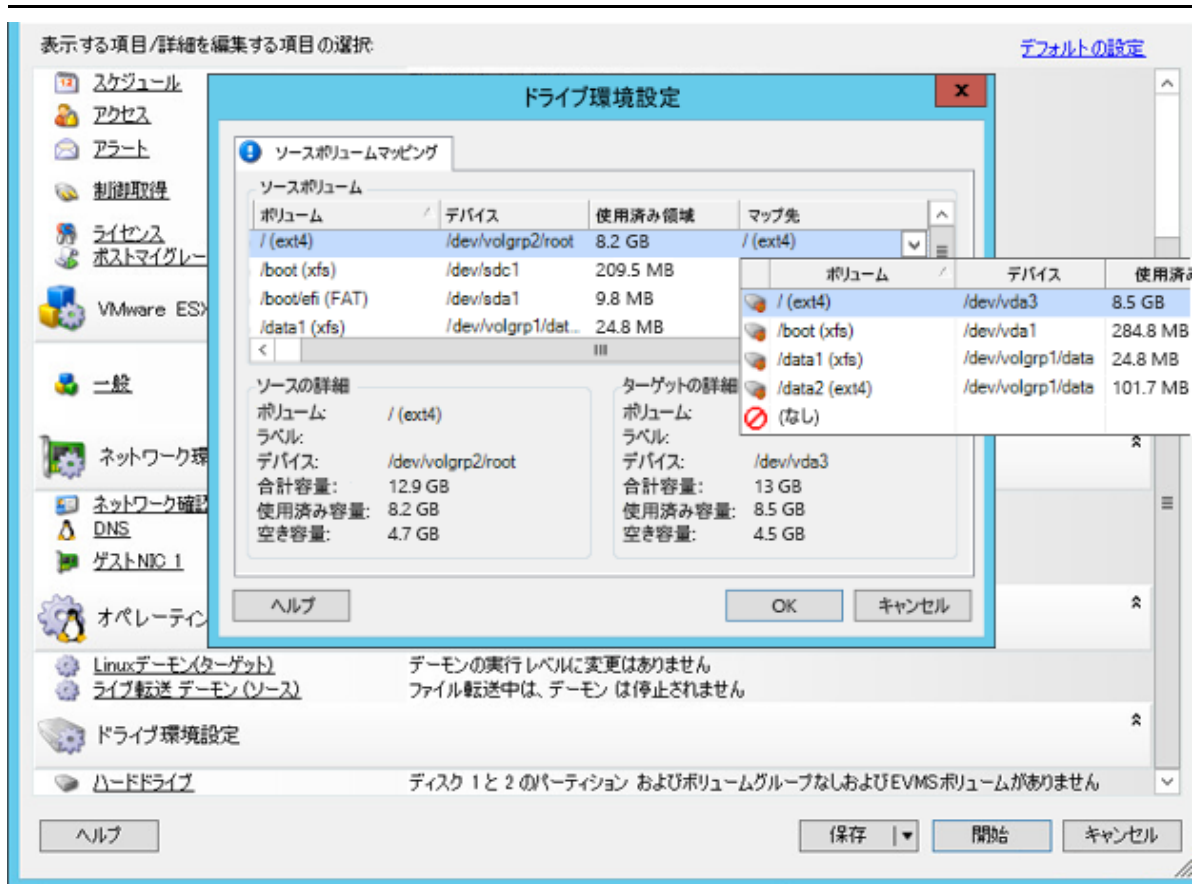 表示する項目/詳細を編集する項目の選択:
デフォルトの設定
スケジュール
アクセス
アラート
制御取得
ライセンス
ポストマイグレー
VMware ESX
一般
ネットワーク環
ネットワーク確認
DNS
ゲストNIC 1
オペレーティン
ドライブ環境設定
x
ソースボリュームマッピング
ソースボリューム
ボリューム デバイス 使用済み領域 マップ先
/ (ext4) /dev/volgrp2/root 8.2 GB / (ext4)
/boot (xfs) /dev/sdc1 209.5 MB
/boot/efi (FAT) /dev/sda1 9.8 MB
/data1 (xfs) /dev/volgrp1/dat... 24.8 MB
ボリューム デバイス 使用済み
/ (ext4) /dev/vda3 8.5 GB
/boot (xfs) /dev/vda1 284.8 MB
/data1 (xfs) /dev/volgrp1/data 24.8 MB
/data2 (ext4) /dev/volgrp1/data 101.7 MB
(なし)
ソースの詳細
ボリューム: / (ext4)
ラベル:
デバイス: /dev/volgrp2/root
合計容量: 12.9 GB
使用済み容量: 8.2 GB
空き容量: 4.7 GB
ターゲットの詳細
ボリューム:
ラベル:
デバイス: /dev/vda3
合計容量: 13 GB
使用済み容量: 8.5 GB
空き容量: 4.5 GB
ヘルプ
OK
キャンセル
Linuxデーモン(ターゲット) デーモンの実行レベルに変更はありません
ライブ転送 デーモン (ソース) ファイル転送中は、デーモン は停止されません
ドライブ環境設定
ハードドライブ ディスク 1 と 2 のパーティション およびボリュームグループなしおよびEVMSボリュームがありません
ヘルプ
保存
開始
キャンセル